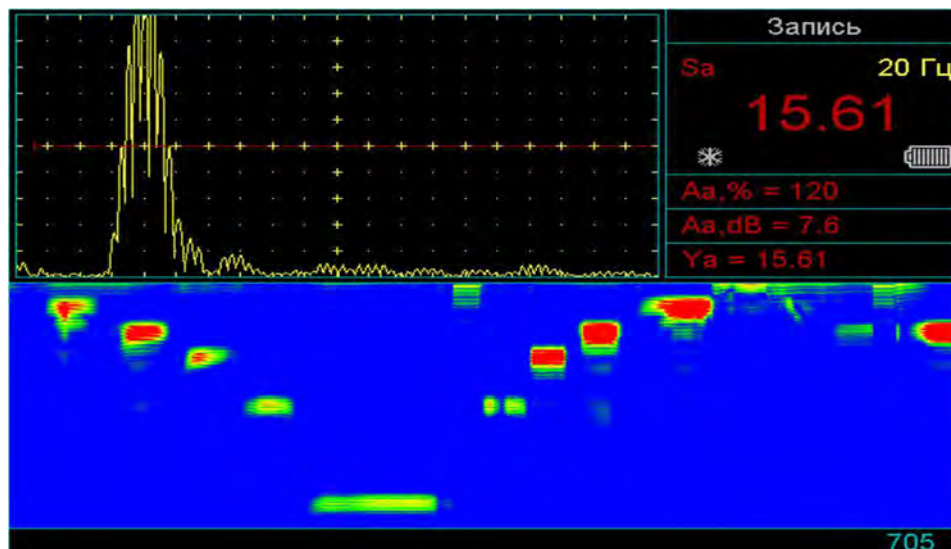 Запись
Sa 20 Гц
15.61
Aa,% = 120
Aa,dB = 7.6
Ya = 15.61
705